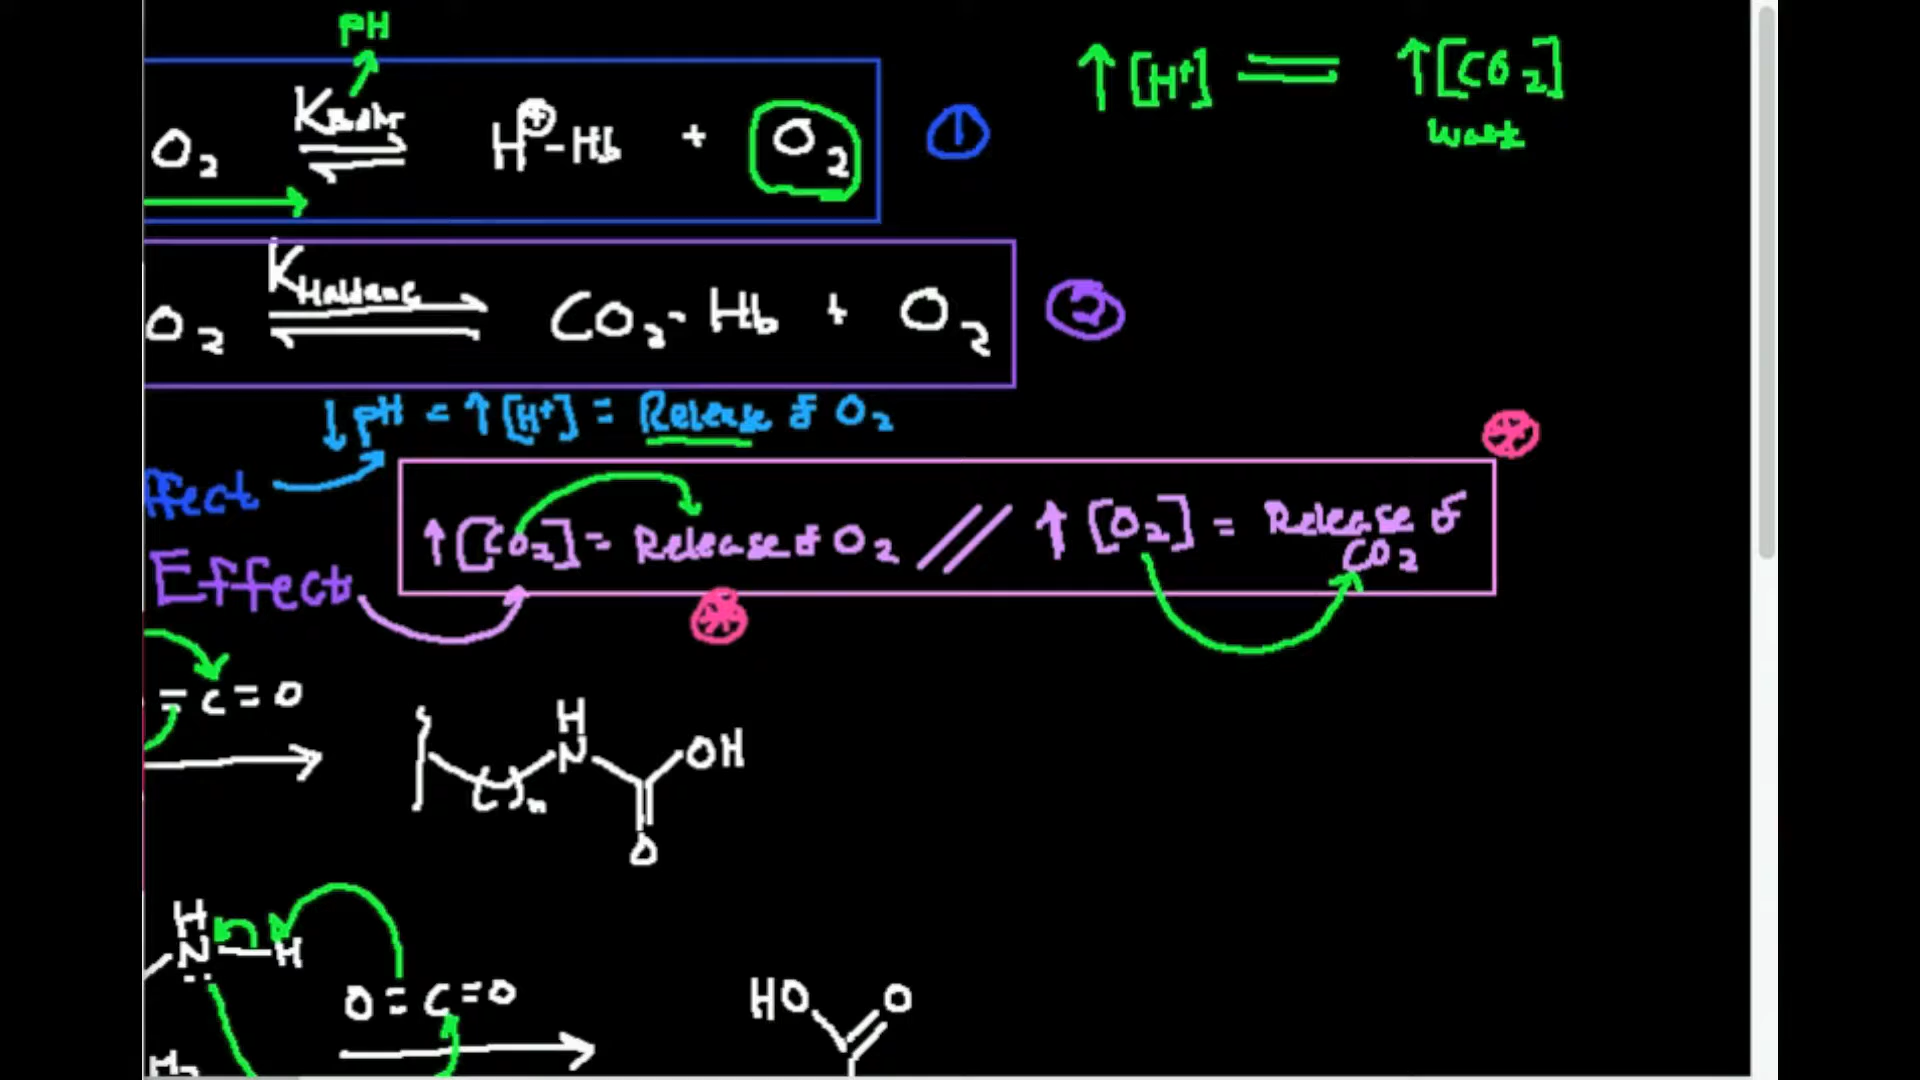 pH
↑[H+] = ↑[CO2]
O2 ⇌ H⊕-Hb + O2 ①
KBohr
KHaldane
O2 ⇌ CO2-Hb + O2 ②
↓pH = ↑[H+] = Release of O2
ffect
↑[CO2] = Release of O2 // ↑[O2] = Release of
CO2
Effect
=C=O
H
N
OH
( )n
O
H
N-H
O=C=O
HO O
H2